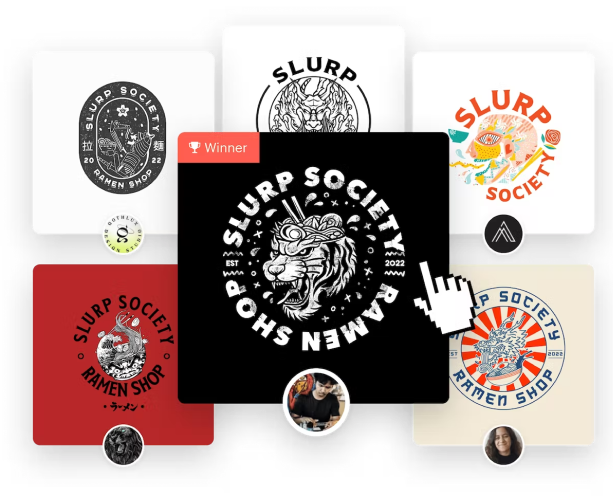 SLURP SOCIETY
拉 麺
20 22
RAMEN SHOP
SLURP
SLURP
SOCIETY
Winner
SLURP SOCIETY
EST 2022
RAMEN SHOP
SLURP SOCIETY
RAMEN SHOP
ラーメン
SOCIETY
2022
RAMEN SHOP